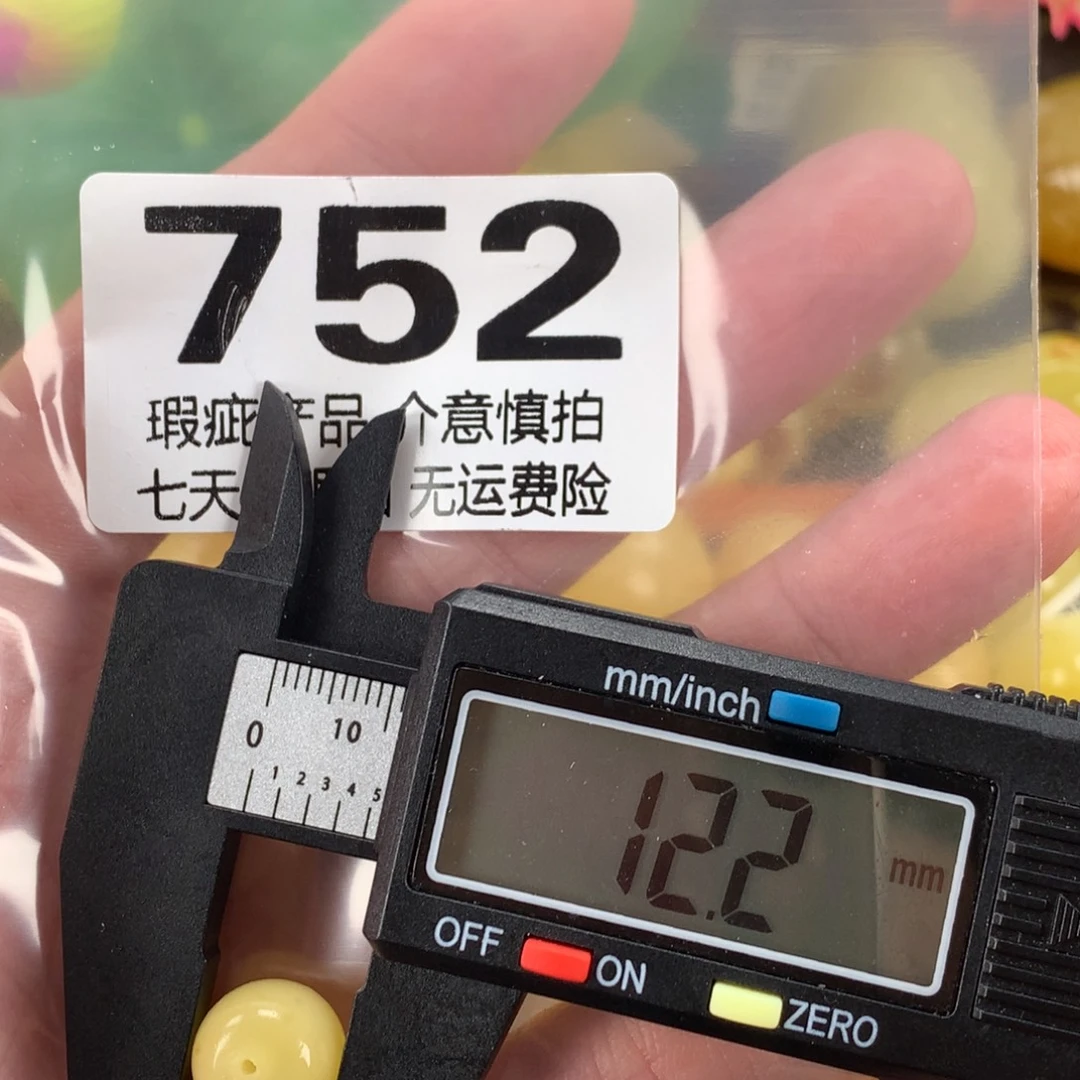 752
瑕疵产品 介意慎拍
七天 无运费险
mm/inch
0 10
1 2 3 4 5
12.2 mm
OFF ON ZERO